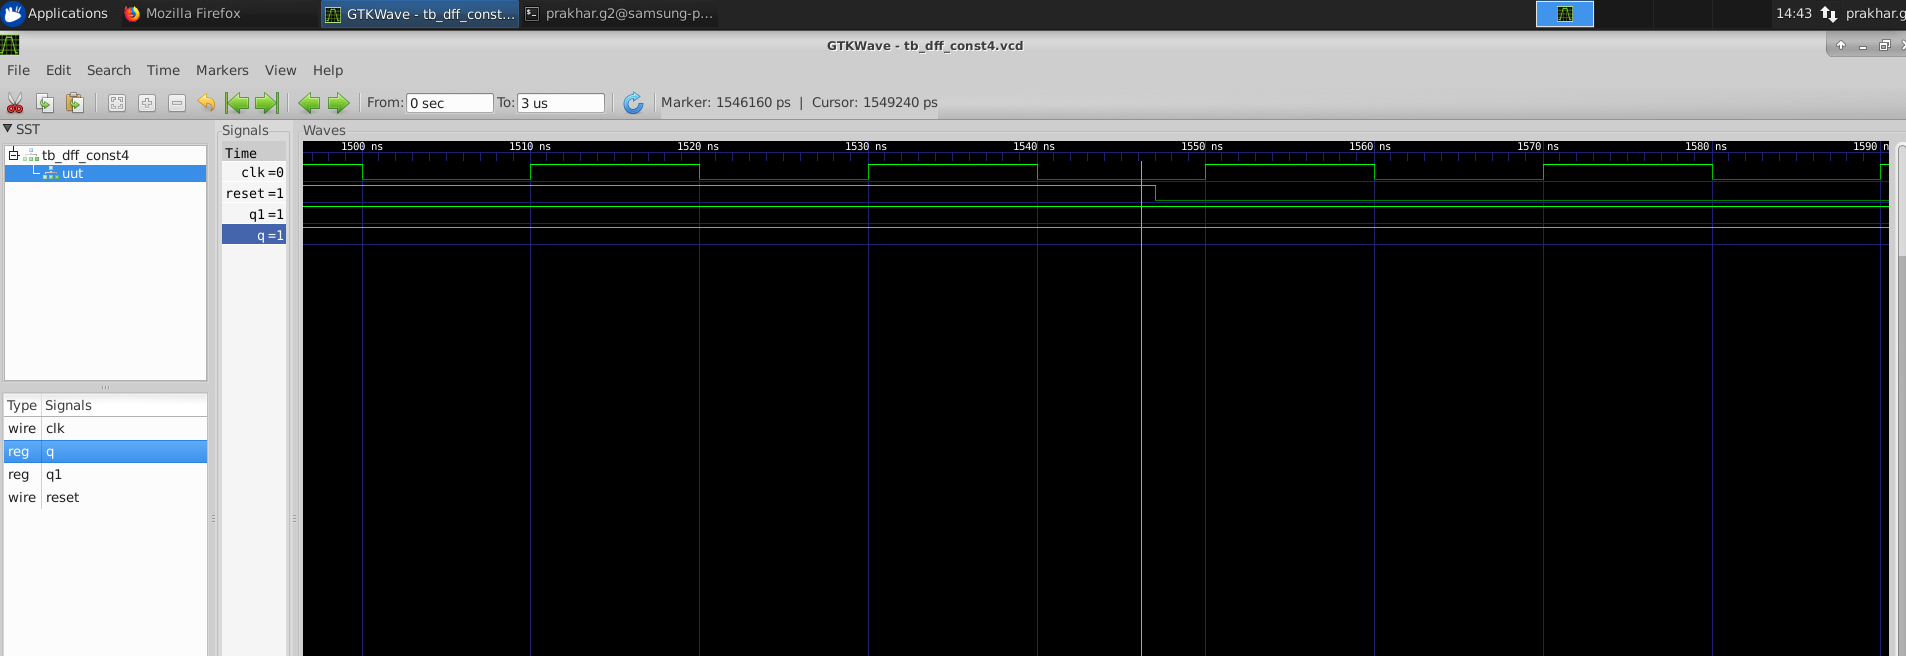 Applications Mozilla Firefox GTKWave - tb_dff_const... prakhar.g2@samsung-p... 14:43 prakhar.g
GTKWave - tb_dff_const4.vcd
File Edit Search Time Markers View Help
From: 0 sec To: 3 us Marker: 1546160 ps | Cursor: 1549240 ps
SST
tb_dff_const4
uut
Type Signals
wire clk
reg q
reg q1
wire reset
Signals
Time
clk =0
reset =1
q1 =1
q =1
Waves
1500 ns 1510 ns 1520 ns 1530 ns 1540 ns 1550 ns 1560 ns 1570 ns 1580 ns 1590 n